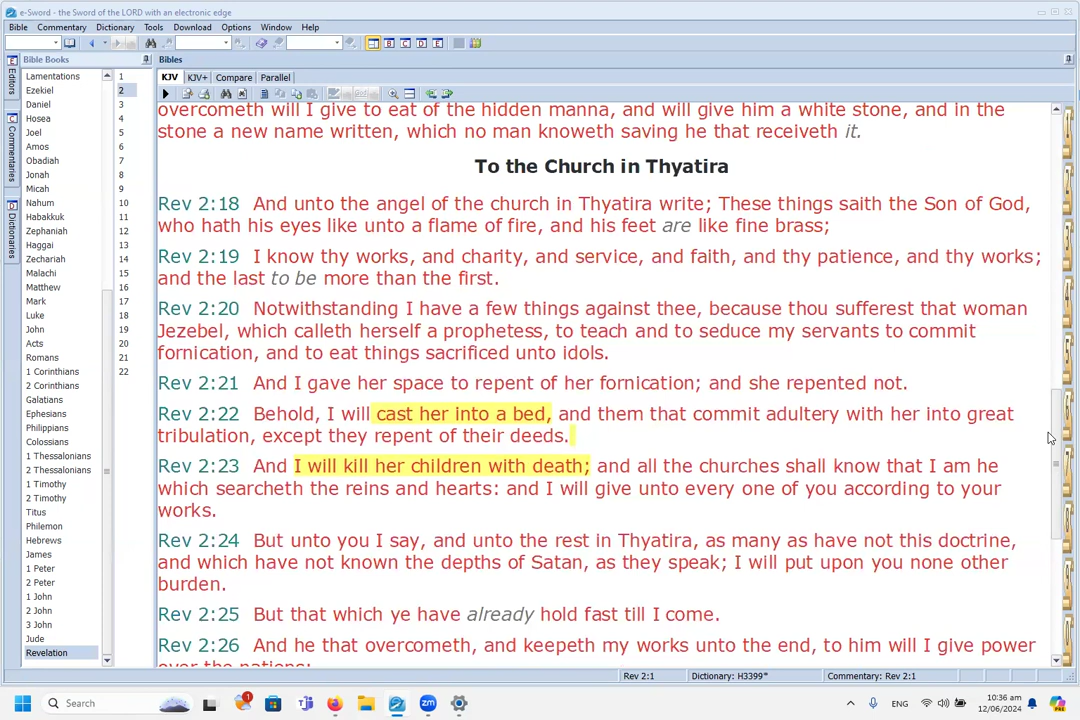 e-Sword - the Sword of the LORD with an electronic edge
Bible Commentary Dictionary Tools Download Options Window Help
B C D E
Editors
Commentaries
Dictionaries
Bible Books
Lamentations
Ezekiel
Daniel
Hosea
Joel
Amos
Obadiah
Jonah
Micah
Nahum
Habakkuk
Zephaniah
Haggai
Zechariah
Malachi
Matthew
Mark
Luke
John
Acts
Romans
1 Corinthians
2 Corinthians
Galatians
Ephesians
Philippians
Colossians
1 Thessalonians
2 Thessalonians
1 Timothy
2 Timothy
Titus
Philemon
Hebrews
James
1 Peter
2 Peter
1 John
2 John
3 John
Jude
Revelation
1
2
3
4
5
6
7
8
9
10
11
12
13
14
15
16
17
18
19
20
21
22
Bibles
KJV KJV+ Compare Parallel
overcometh will I give to eat of the hidden manna, and will give him a white stone, and in the
stone a new name written, which no man knoweth saving he that receiveth it.
To the Church in Thyatira
Rev 2:18 And unto the angel of the church in Thyatira write; These things saith the Son of God,
who hath his eyes like unto a flame of fire, and his feet are like fine brass;
Rev 2:19 I know thy works, and charity, and service, and faith, and thy patience, and thy works;
and the last to be more than the first.
Rev 2:20 Notwithstanding I have a few things against thee, because thou sufferest that woman
Jezebel, which calleth herself a prophetess, to teach and to seduce my servants to commit
fornication, and to eat things sacrificed unto idols.
Rev 2:21 And I gave her space to repent of her fornication; and she repented not.
Rev 2:22 Behold, I will cast her into a bed, and them that commit adultery with her into great
tribulation, except they repent of their deeds.
Rev 2:23 And I will kill her children with death; and all the churches shall know that I am he
which searcheth the reins and hearts: and I will give unto every one of you according to your
works.
Rev 2:24 But unto you I say, and unto the rest in Thyatira, as many as have not this doctrine,
and which have not known the depths of Satan, as they speak; I will put upon you none other
burden.
Rev 2:25 But that which ye have already hold fast till I come.
Rev 2:26 And he that overcometh, and keepeth my works unto the end, to him will I give power
over the nations:
1
2
3
4
5
6
7
8
9
Rev 2:1 Dictionary: H3399* Commentary: Rev 2:1
Search
1
zm
ENG
10:36 am
12/06/2024
PRE